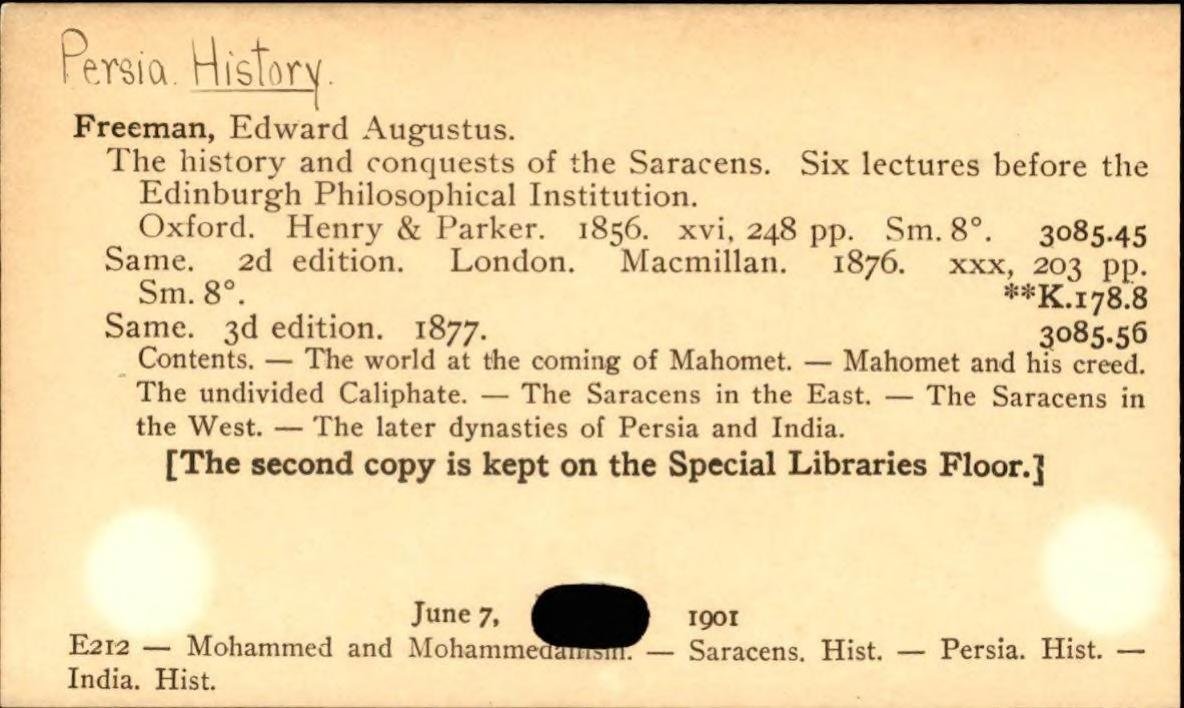 Persia. History.
Freeman, Edward Augustus.
The history and conquests of the Saracens. Six lectures before the
Edinburgh Philosophical Institution.
Oxford. Henry & Parker. 1856. xvi, 248 pp. Sm. 8°. 3085.45
Same. 2d edition. London. Macmillan. 1876. xxx, 203 pp.
Sm. 8°. **K.178.8
Same. 3d edition. 1877. 3085.56
Contents. — The world at the coming of Mahomet. — Mahomet and his creed.
The undivided Caliphate. — The Saracens in the East. — The Saracens in
the West. — The later dynasties of Persia and India.
[The second copy is kept on the Special Libraries Floor.]
June 7, 1901
E212 — Mohammed and Mohammedanism. — Saracens. Hist. — Persia. Hist. —
India. Hist.